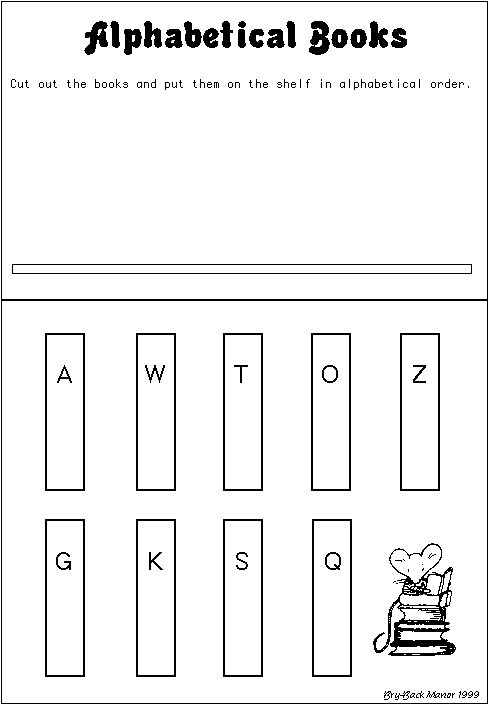 Alphabetical Books
Cut out the books and put them on the shelf in alphabetical order.
A W T O Z
G K S Q
Bry-Back Manor 1999